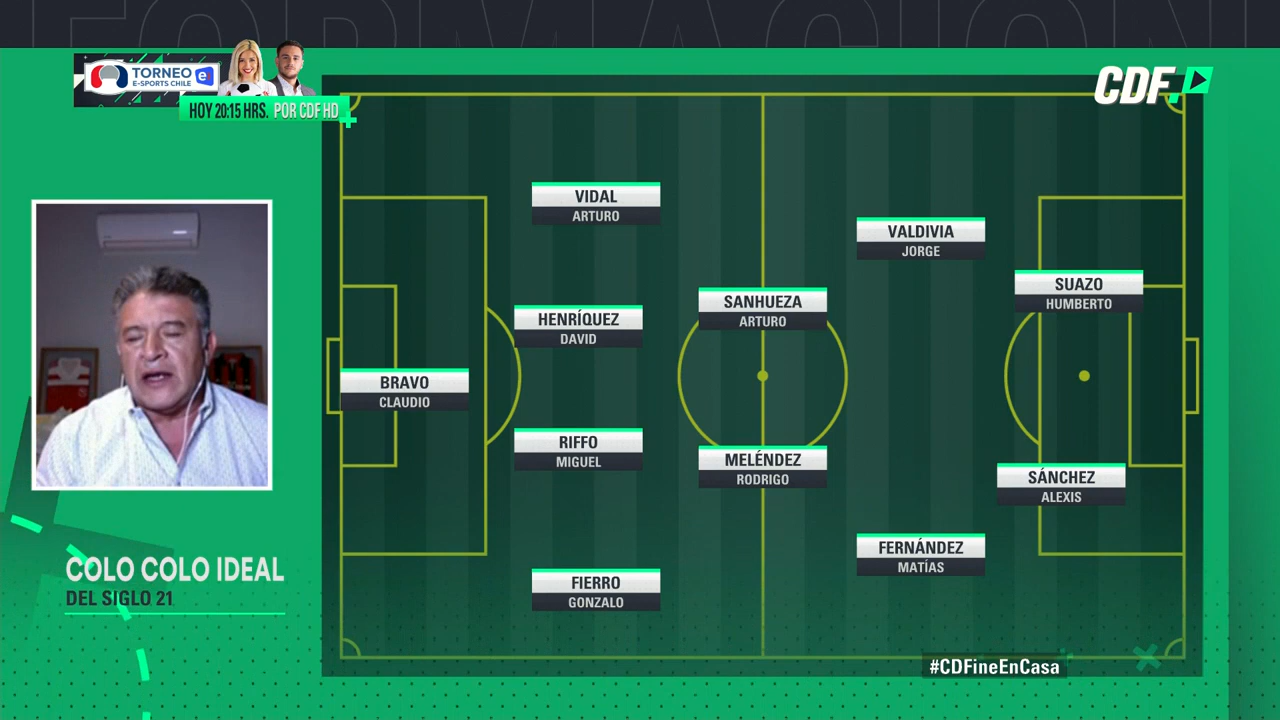 FORMACIÓN
TORNEO e
E-SPORTS CHILE
HOY 20:15 HRS. POR CDF HD
CDF
VIDAL
ARTURO
VALDIVIA
JORGE
SUAZO
HUMBERTO
SANHUEZA
ARTURO
HENRÍQUEZ
DAVID
BRAVO
CLAUDIO
RIFFO
MIGUEL
MELÉNDEZ
RODRIGO
SÁNCHEZ
ALEXIS
FERNÁNDEZ
MATÍAS
FIERRO
GONZALO
COLO COLO IDEAL
DEL SIGLO 21
#CDFineEnCasa